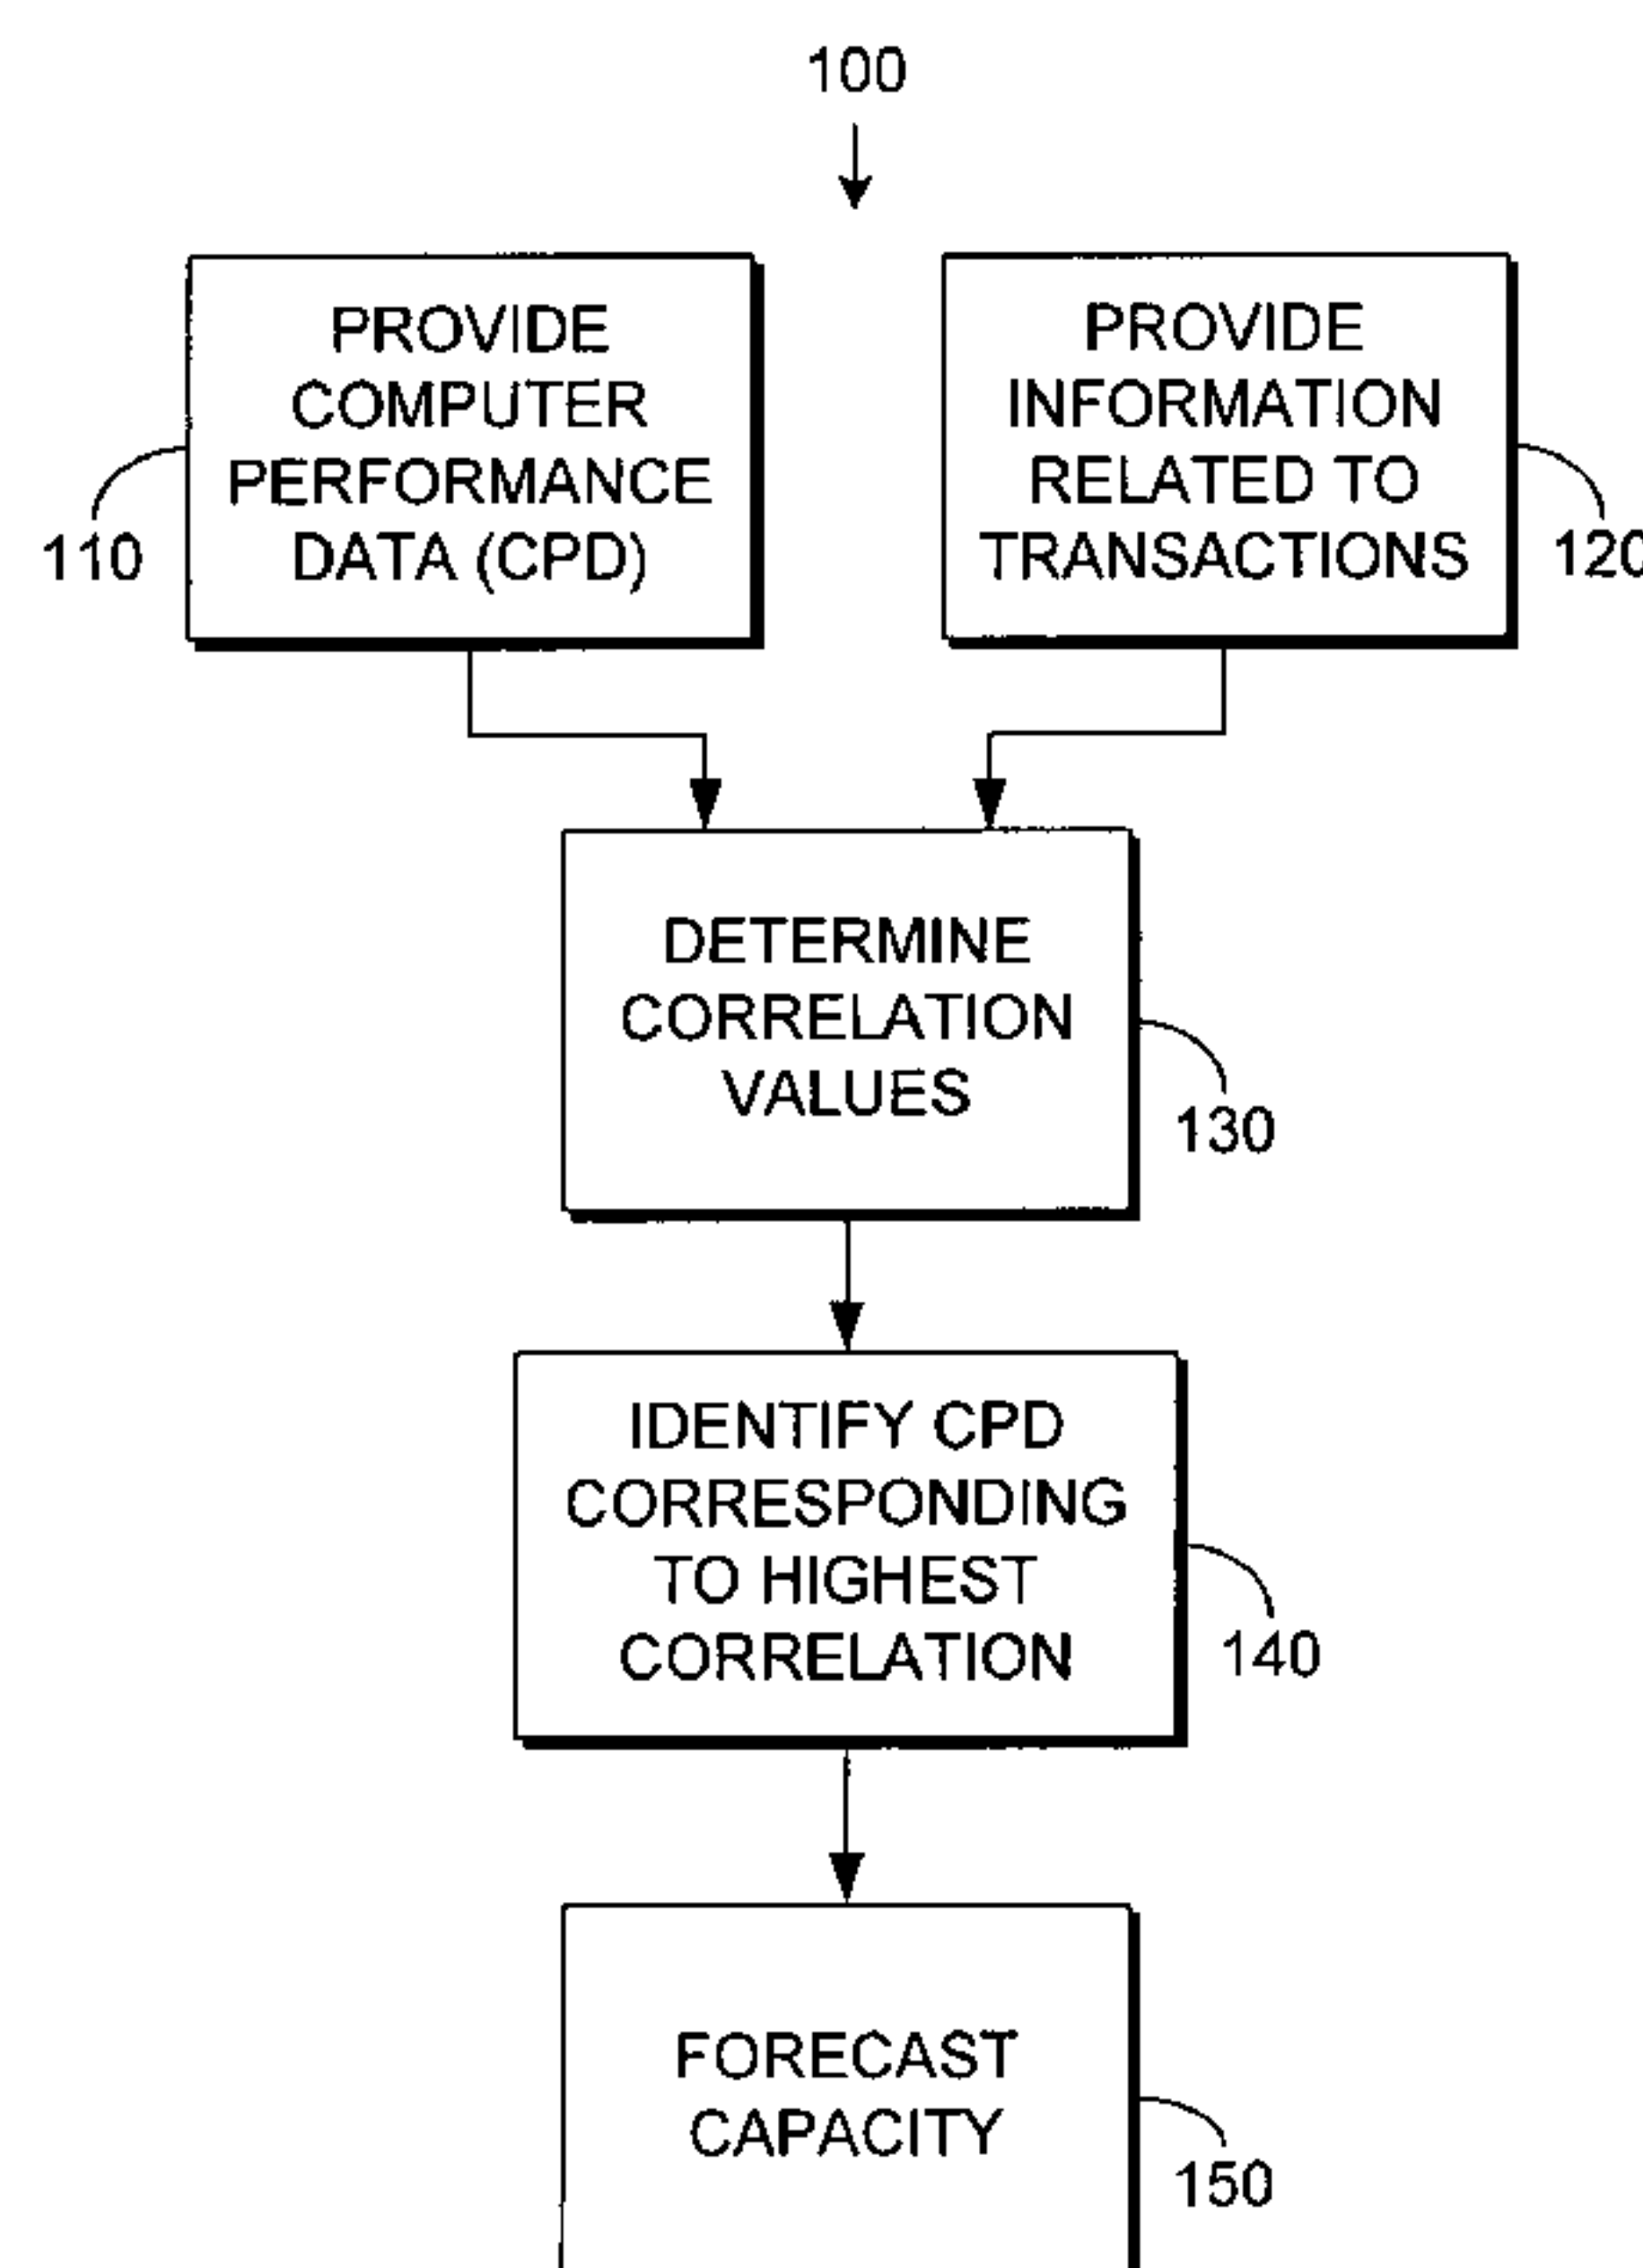 100
PROVIDE
COMPUTER
PERFORMANCE
DATA (CPD)
110
PROVIDE
INFORMATION
RELATED TO
TRANSACTIONS
120
DETERMINE
CORRELATION
VALUES
130
IDENTIFY CPD
CORRESPONDING
TO HIGHEST
CORRELATION
140
FORECAST
CAPACITY
150